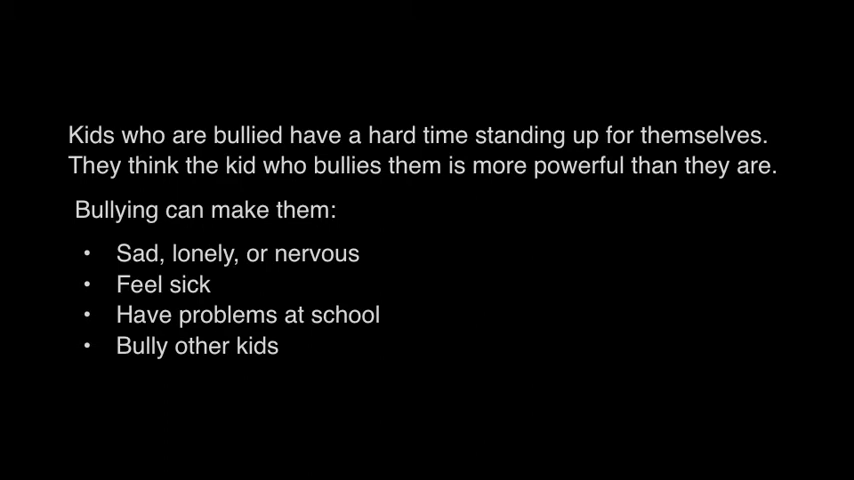 Kids who are bullied have a hard time standing up for themselves.
They think the kid who bullies them is more powerful than they are.
Bullying can make them:
• Sad, lonely, or nervous
• Feel sick
• Have problems at school
• Bully other kids